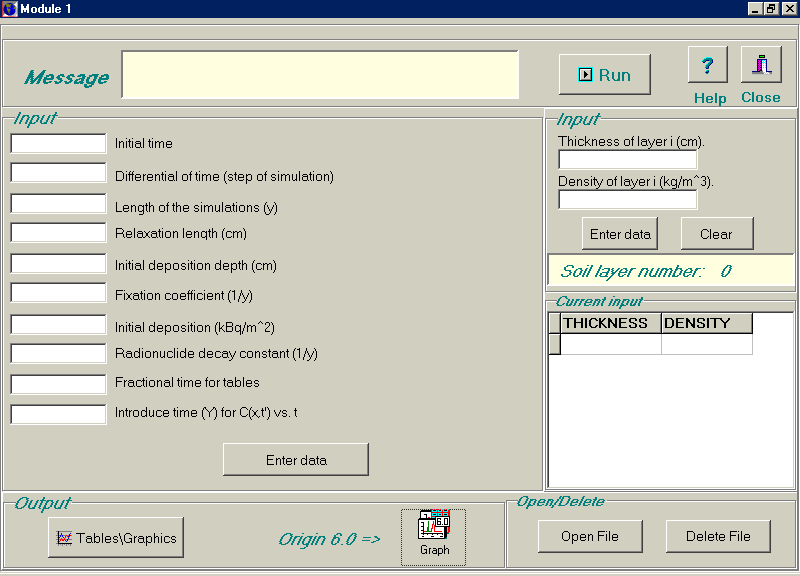 Module 1
Message
Run
?
Help
Close
Input
Initial time
Differential of time (step of simulation)
Length of the simulations (y)
Relaxation lenqth (cm)
Initial deposition depth (cm)
Fixation coefficient (1/y)
Initial deposition (kBq/m^2)
Radionuclide decay constant (1/y)
Fractional time for tables
Introduce time (Y) for C(x,t') vs. t
Enter data
Input
Thickness of layer i (cm).
Density of layer i (kg/m^3).
Enter data Clear
Soil layer number: 0
Current input
THICKNESS DENSITY
Output
Tables\Graphics
Origin 6.0 =>
6.0
Graph
Open/Delete
Open File Delete File